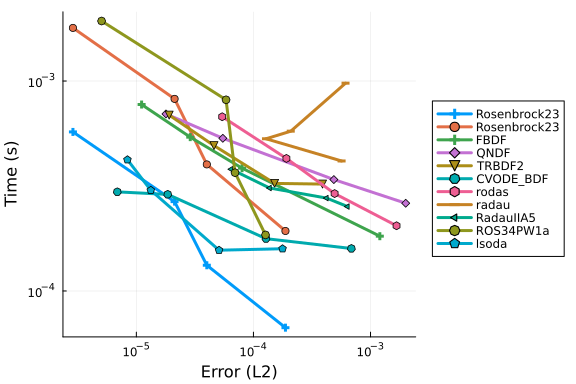 Time (s)
10⁻³
10⁻⁴
10⁻⁵
10⁻⁴
10⁻³
Error (L2)
Rosenbrock23
Rosenbrock23
FBDF
QNDF
TRBDF2
CVODE_BDF
rodas
radau
RadauIIA5
ROS34PW1a
lsoda